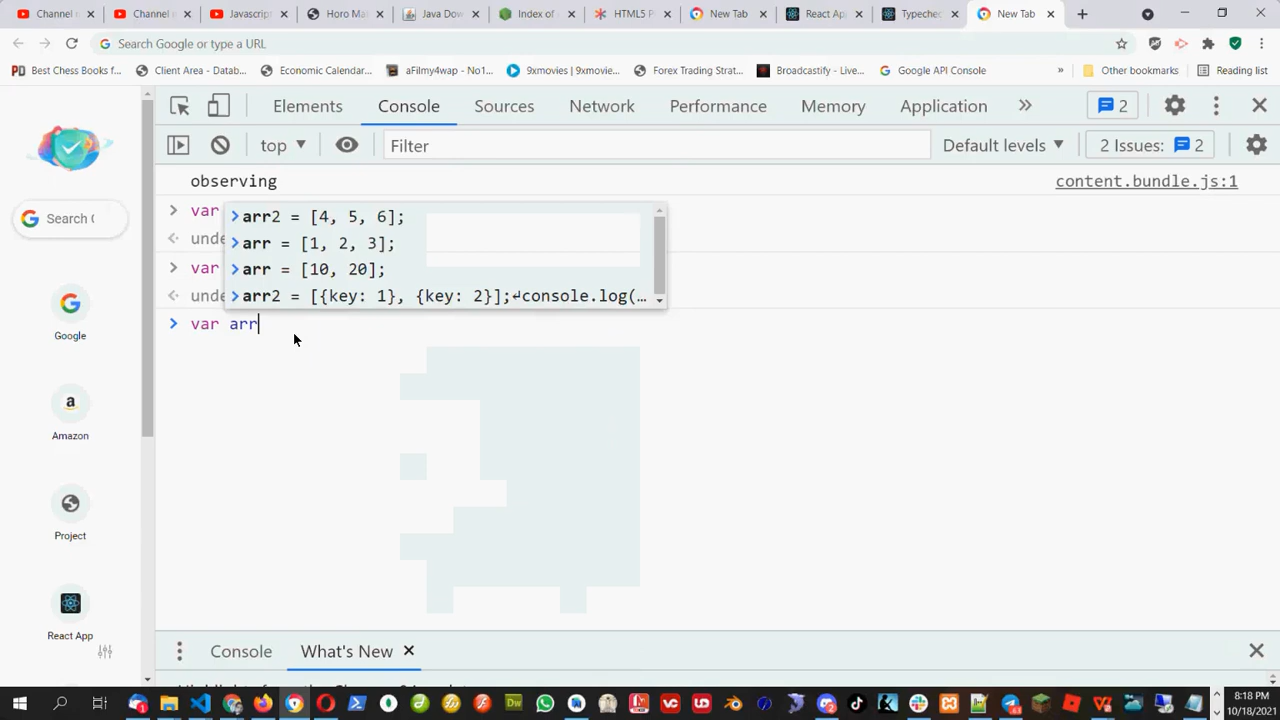 Channel
Channel
Javascript
Horo
Java
Index o
HTML5
New Tab
React Ap
Typechec
New Tab
Search Google or type a URL
Best Chess Books f...
Client Area - Datab...
Economic Calendar...
aFilmy4wap - No1...
9xmovies | 9xmovie...
Forex Trading Strat...
Broadcastify - Live...
Google API Console
»
Other bookmarks
Reading list
Elements
Console
Sources
Network
Performance
Memory
Application
»
2
top
Filter
Default levels
2 Issues:
2
observing
content.bundle.js:1
> var
arr2 = [4, 5, 6];
unde
arr = [1, 2, 3];
> var
arr = [10, 20];
unde
arr2 = [{key: 1}, {key: 2}];↵console.log(…
> var arr
Search (
Google
Amazon
Project
React App
Console
What's New
8:18 PM
10/18/2021